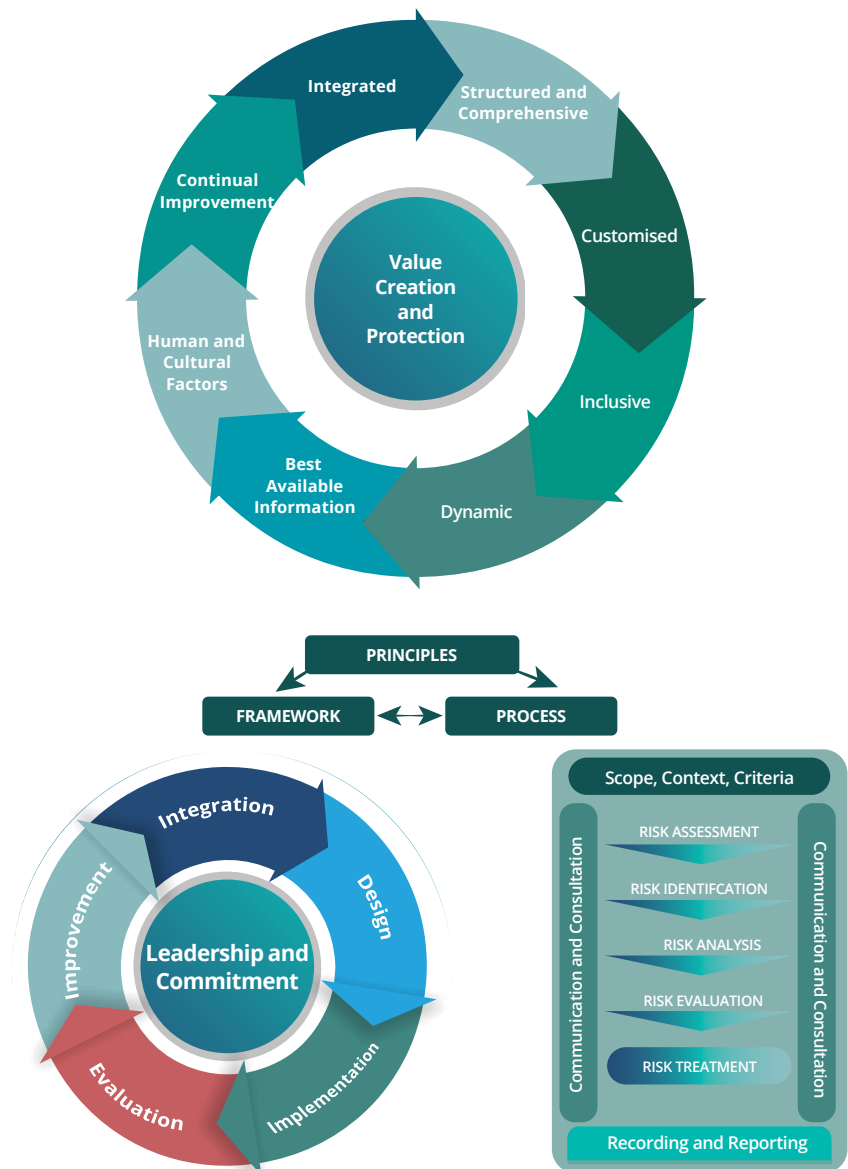 Integrated
Structured and
Comprehensive
Customised
Inclusive
Dynamic
Best
Available
Information
Human and
Cultural
Factors
Continual
Improvement
Value
Creation
and
Protection
PRINCIPLES
FRAMEWORK
PROCESS
Integration
Design
Implementation
Evaluation
Improvement
Leadership and
Commitment
Scope, Context, Criteria
Communication and Consultation
RISK ASSESSMENT
RISK IDENTIFCATION
RISK ANALYSIS
RISK EVALUATION
RISK TREATMENT
Communication and Consultation
Recording and Reporting